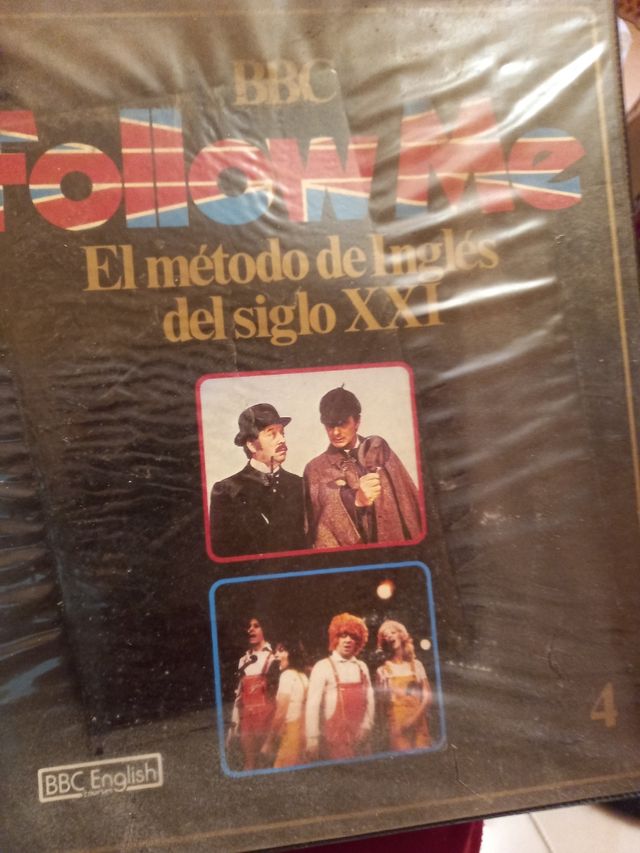 BBC
Follow Me
El método de Inglés
del siglo XXI
4
BBC English